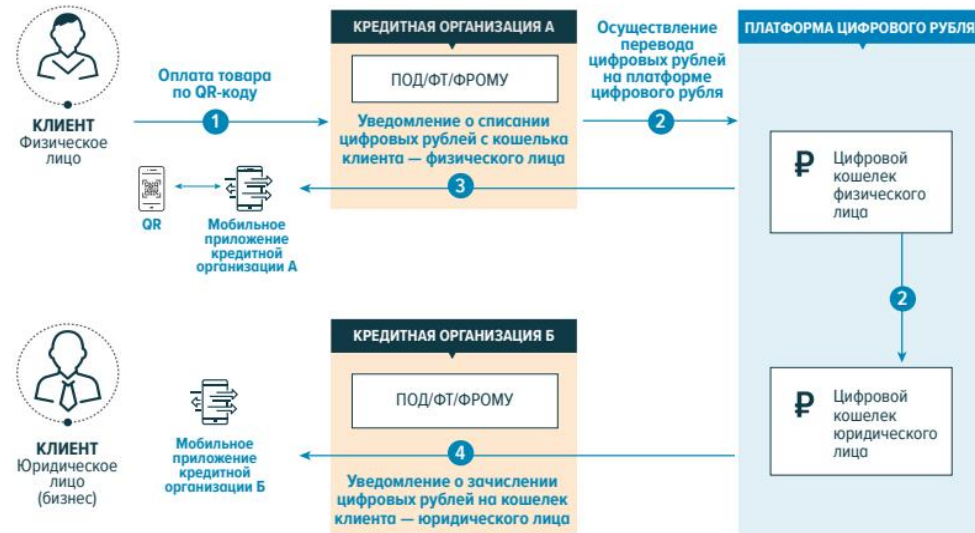 КРЕДИТНАЯ ОРГАНИЗАЦИЯ А
ПОД/ФТ/ФРОМУ
Осуществление
перевода
цифровых рублей
на платформе
цифрового рубля
ПЛАТФОРМА ЦИФРОВОГО РУБЛЯ
Оплата товара
по QR-коду
1
2
КЛИЕНТ
Физическое
лицо
Уведомление о списании
цифровых рублей с кошелька
клиента — физического лица
3
₽
Цифровой
кошелек
физического
лица
QR
Мобильное
приложение
кредитной
организации А
2
КРЕДИТНАЯ ОРГАНИЗАЦИЯ Б
ПОД/ФТ/ФРОМУ
₽
Цифровой
кошелек
юридического
лица
КЛИЕНТ
Юридическое
лицо
(бизнес)
Мобильное
приложение
кредитной
организации Б
4
Уведомление о зачислении
цифровых рублей на кошелек
клиента — юридического лица